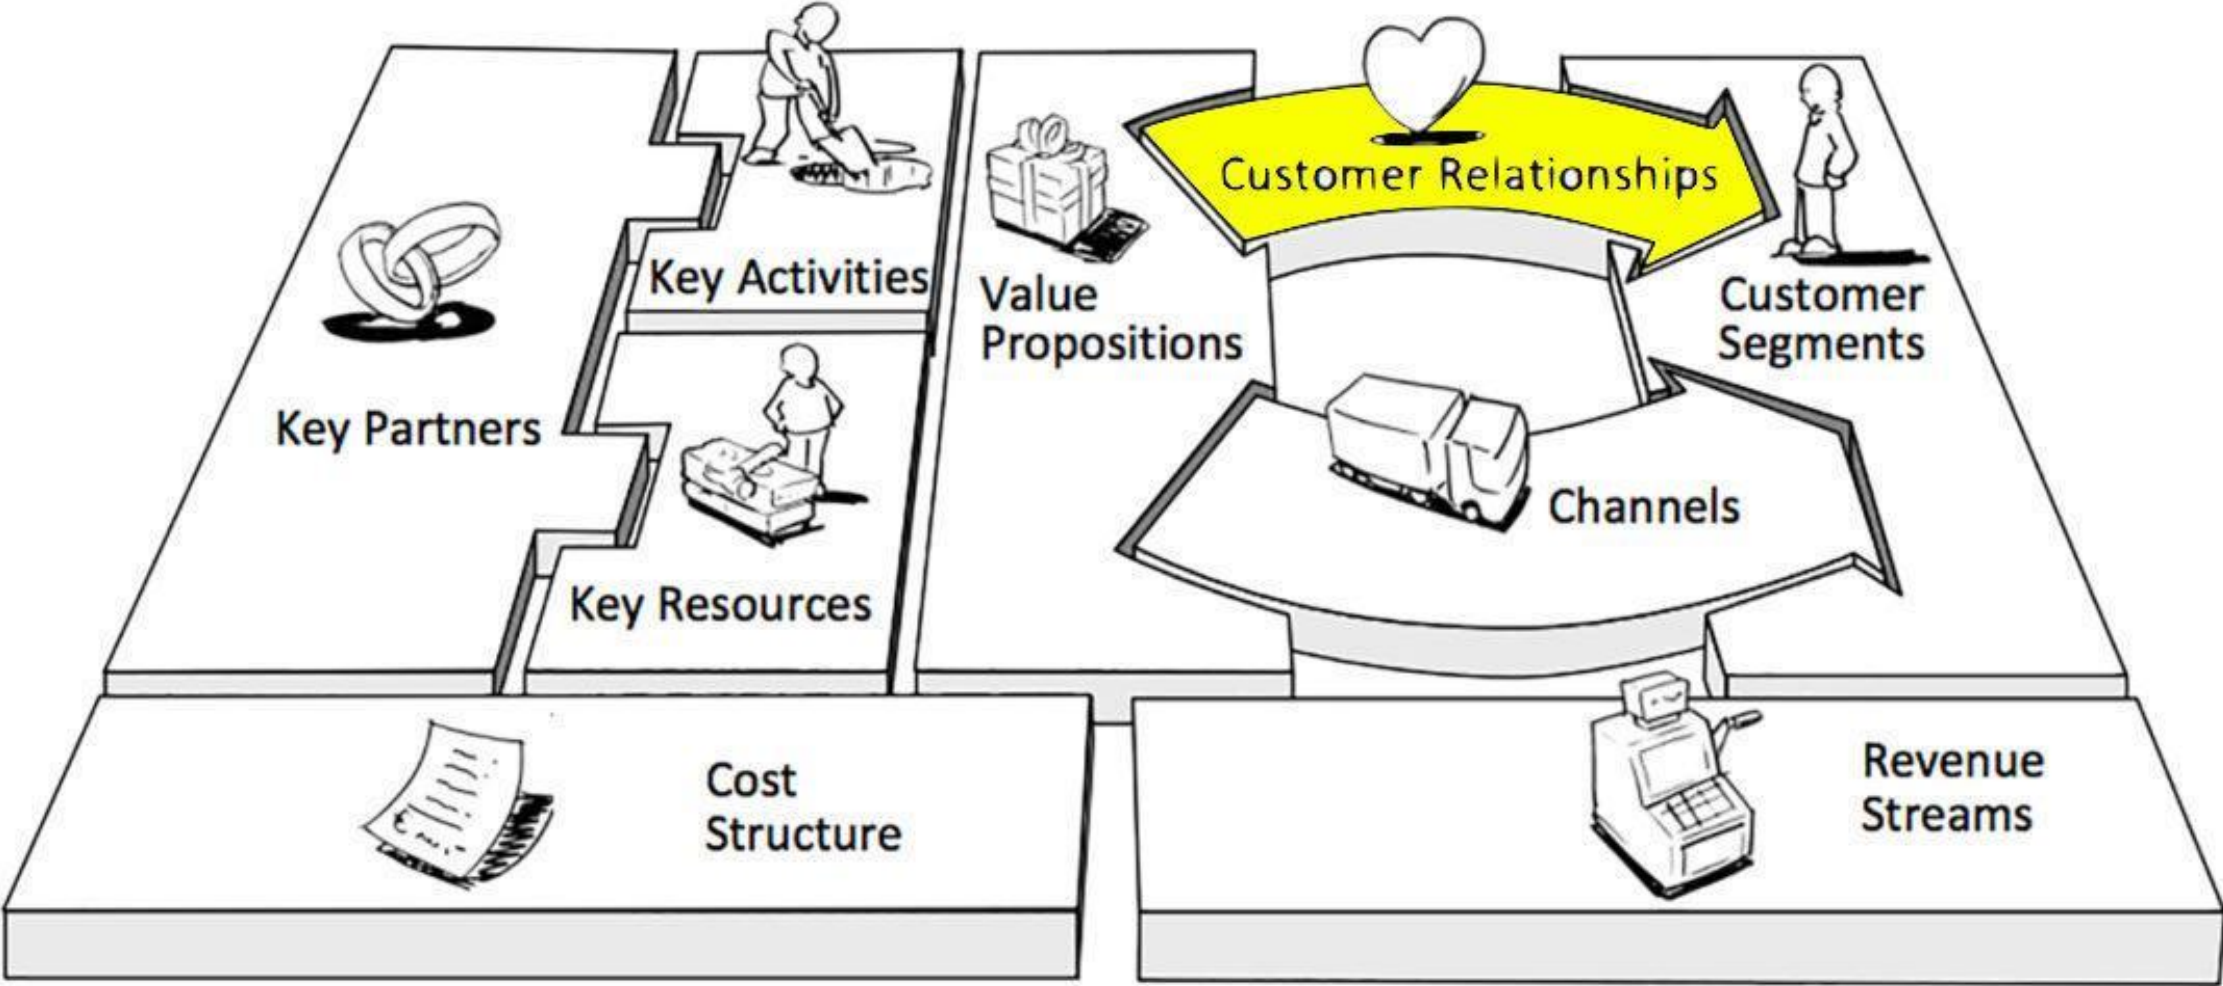 Key Partners
Key Activities
Key Resources
Value
Propositions
Customer Relationships
Channels
Customer
Segments
Cost
Structure
Revenue
Streams